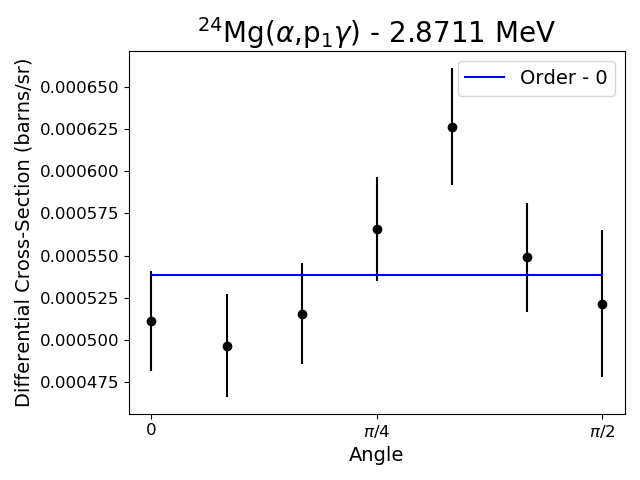 ²⁴Mg(α,p₁γ) - 2.8711 MeV
Differential Cross-Section (barns/sr)
0.000650
0.000625
0.000600
0.000575
0.000550
0.000525
0.000500
0.000475
Order - 0
0 π/4 π/2
Angle